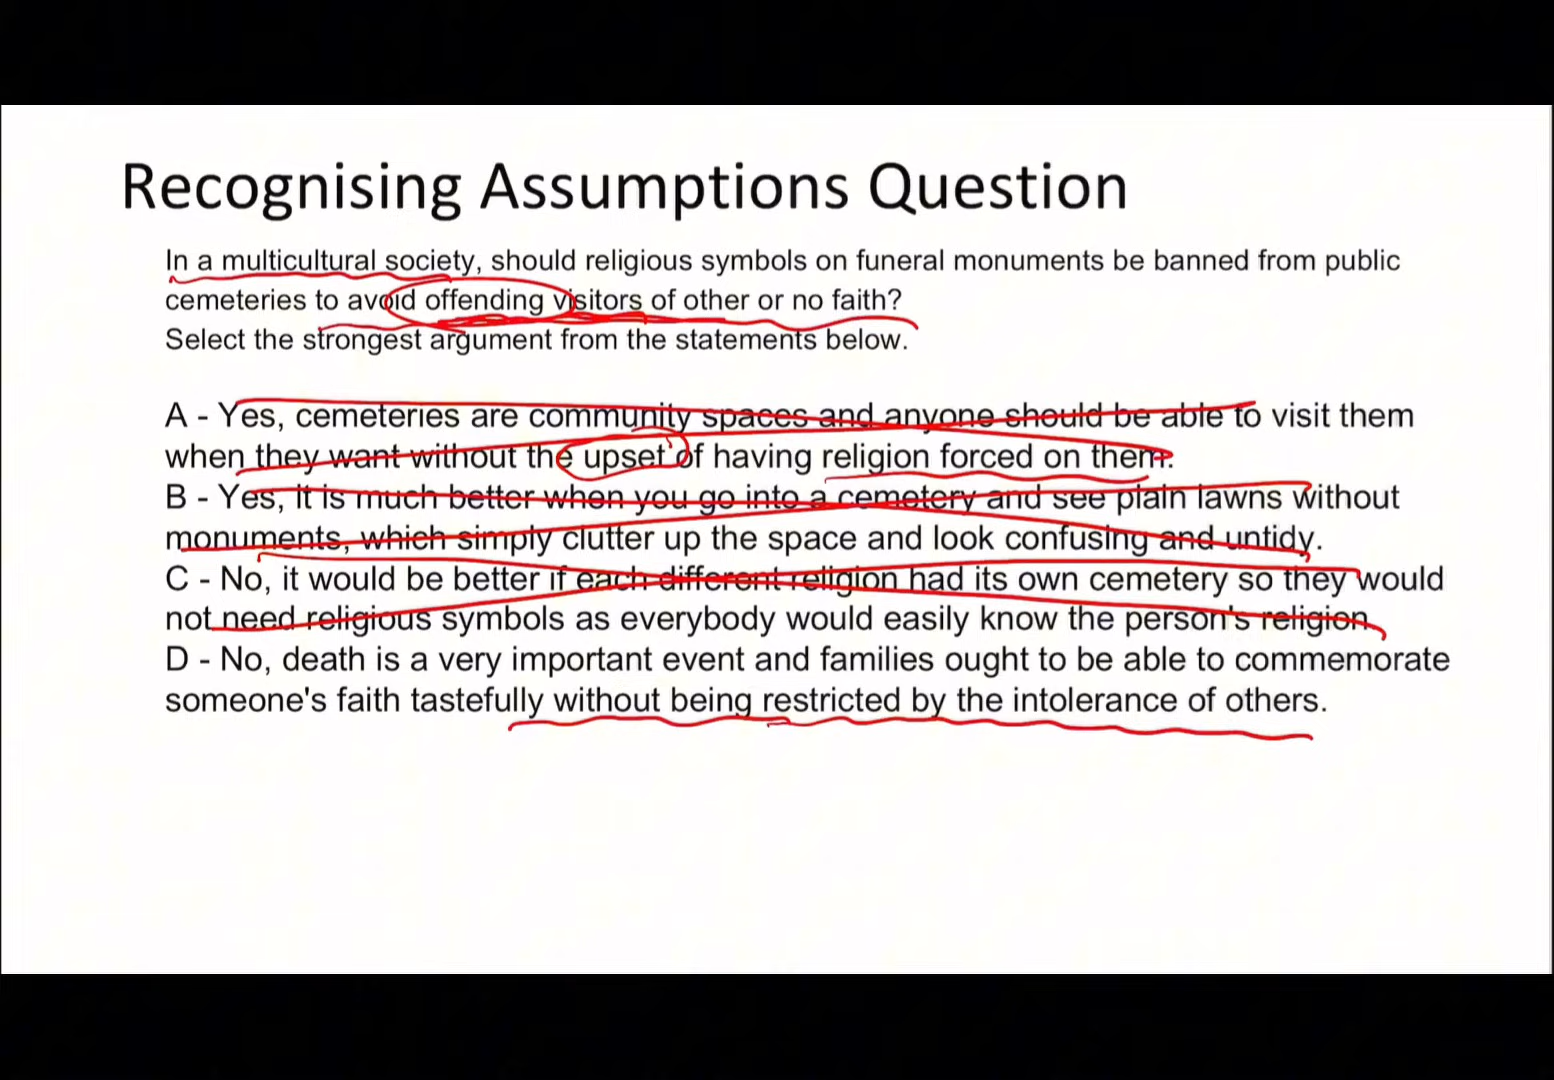 Recognising Assumptions Question
In a multicultural society, should religious symbols on funeral monuments be banned from public
cemeteries to avoid offending visitors of other or no faith?
Select the strongest argument from the statements below.
A - Yes, cemeteries are community spaces and anyone should be able to visit them
when they want without the upset of having religion forced on them.
B - Yes, it is much better when you go into a cemetery and see plain lawns without
monuments, which simply clutter up the space and look confusing and untidy.
C - No, it would be better if each different religion had its own cemetery so they would
not need religious symbols as everybody would easily know the person's religion.
D - No, death is a very important event and families ought to be able to commemorate
someone's faith tastefully without being restricted by the intolerance of others.